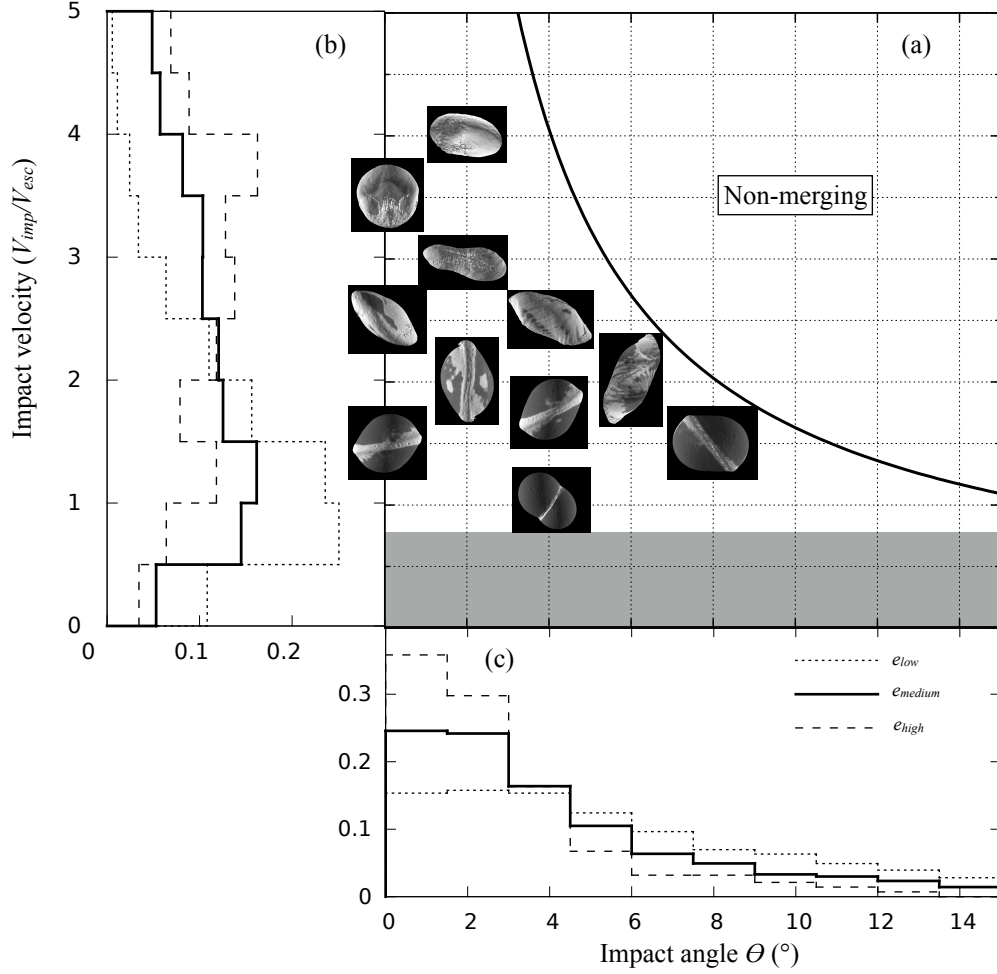 (b)
(a)
5
4
3
2
1
0
Impact velocity (V_imp/V_esc)
Non-merging
0
0.1
0.2
(c)
e_low
e_medium
e_high
0.3
0.2
0.1
0
0
2
4
6
8
10
12
14
Impact angle Θ (°)